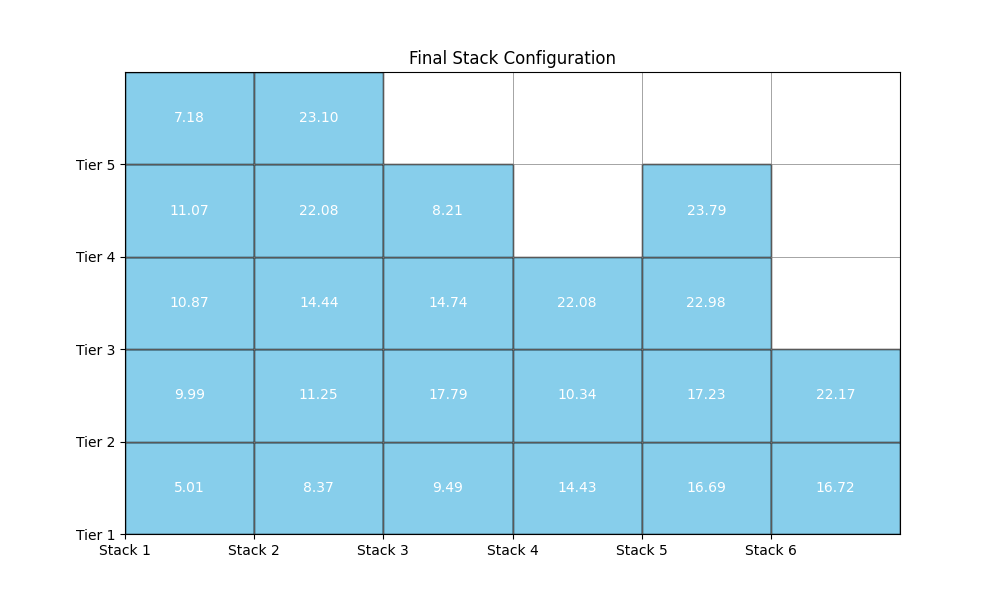 Final Stack Configuration
7.18 23.10
Tier 5
11.07 22.08 8.21 23.79
Tier 4
10.87 14.44 14.74 22.08 22.98
Tier 3
9.99 11.25 17.79 10.34 17.23 22.17
Tier 2
5.01 8.37 9.49 14.43 16.69 16.72
Tier 1
Stack 1 Stack 2 Stack 3 Stack 4 Stack 5 Stack 6